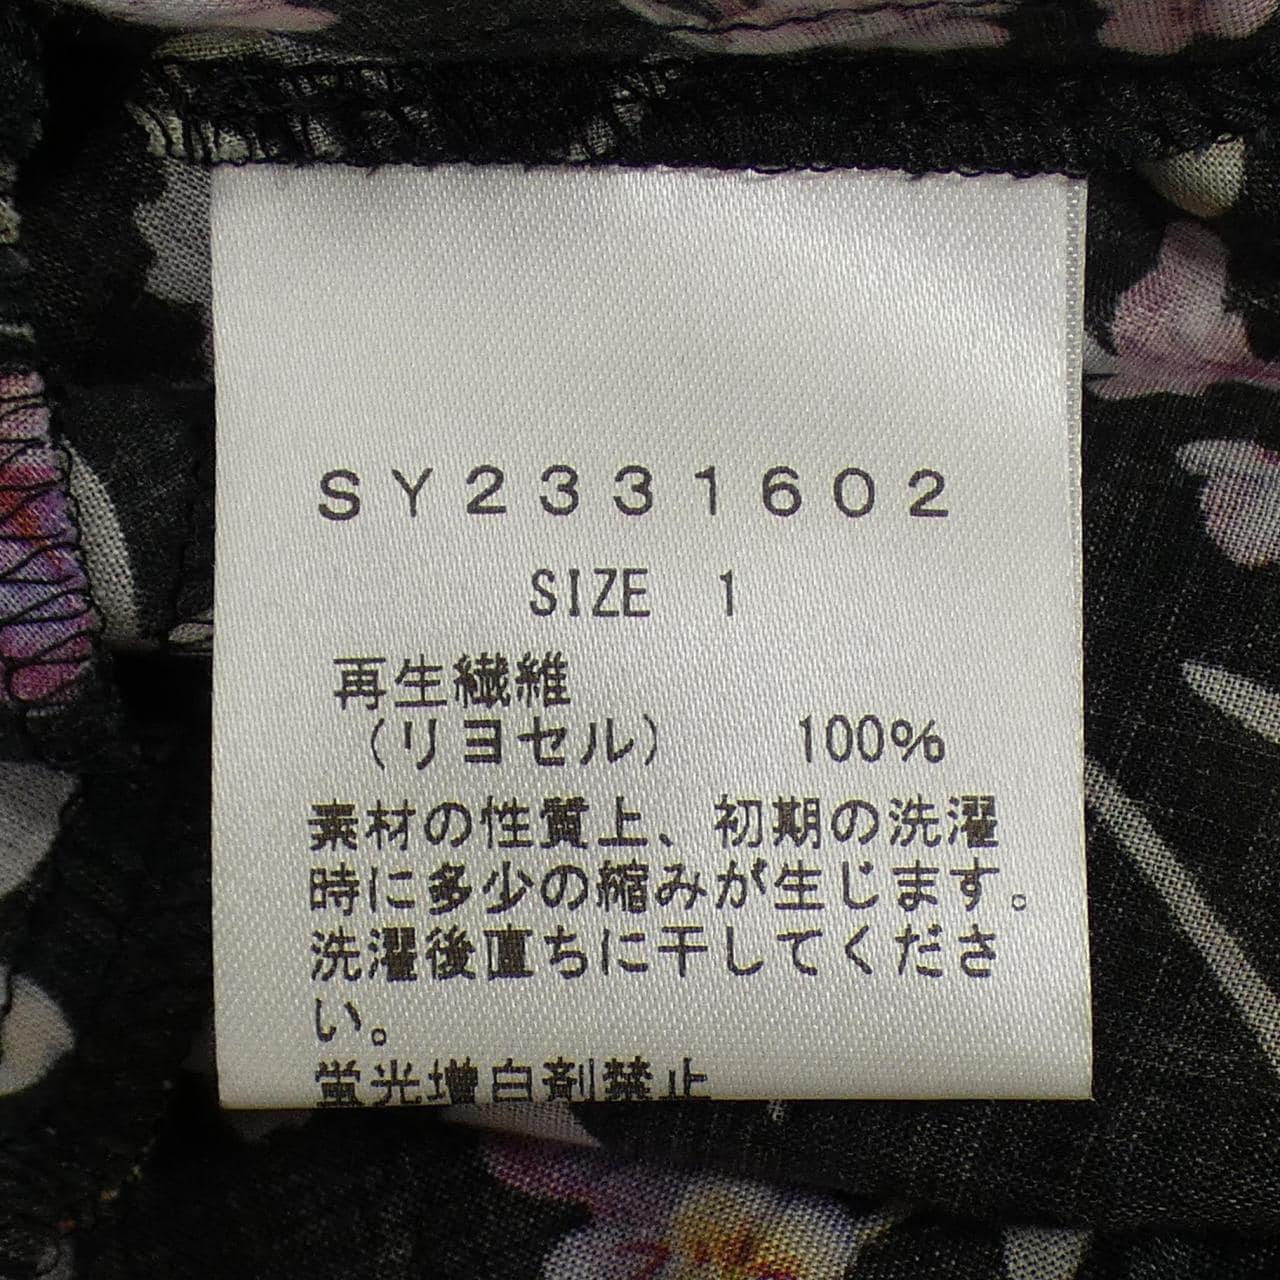 SY2331602
SIZE 1
再生繊維
（リヨセル） 100%
素材の性質上、初期の洗濯
時に多少の縮みが生じます。
洗濯後直ちに干してくださ
い。
蛍光増白剤禁止